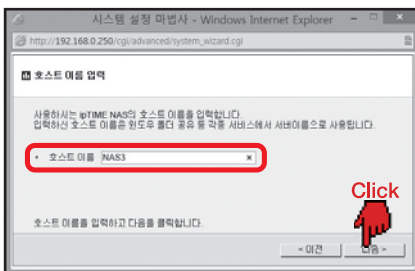 시스템 설정 마법사 - Windows Internet Explorer
http://192.168.0.250/cgi/advanced/system_wizard.cgi
호스트 이름 입력
사용하시는 ipTIME NAS의 호스트 이름을 입력합니다.
입력하신 호스트 이름은 윈도우 폴더 공유 등 각종 서비스에서 서버이름으로 사용됩니다.
• 호스트 이름 NAS3 ×
Click
호스트 이름을 입력하고 다음을 클릭합니다.
< 이전 다음 >